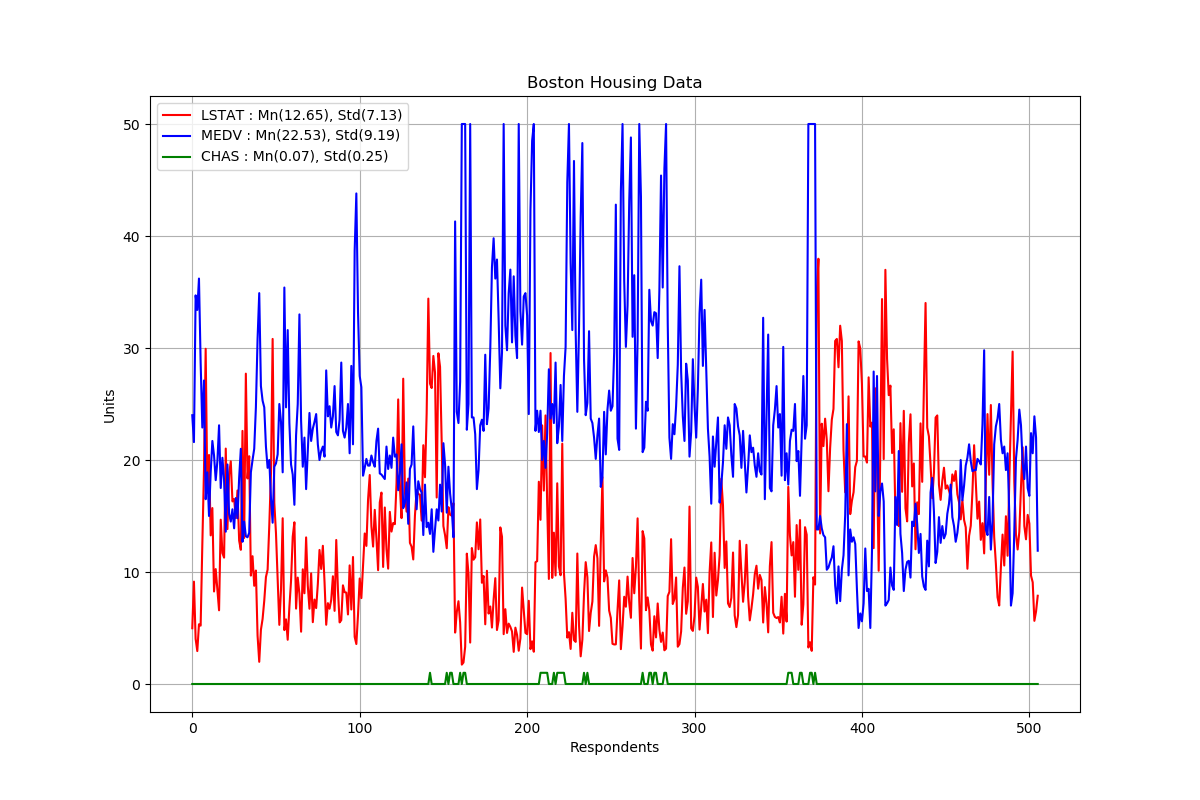 Boston Housing Data
LSTAT : Mn(12.65), Std(7.13)
MEDV : Mn(22.53), Std(9.19)
CHAS : Mn(0.07), Std(0.25)
50
40
30
20
10
0
Units
0 100 200 300 400 500
Respondents